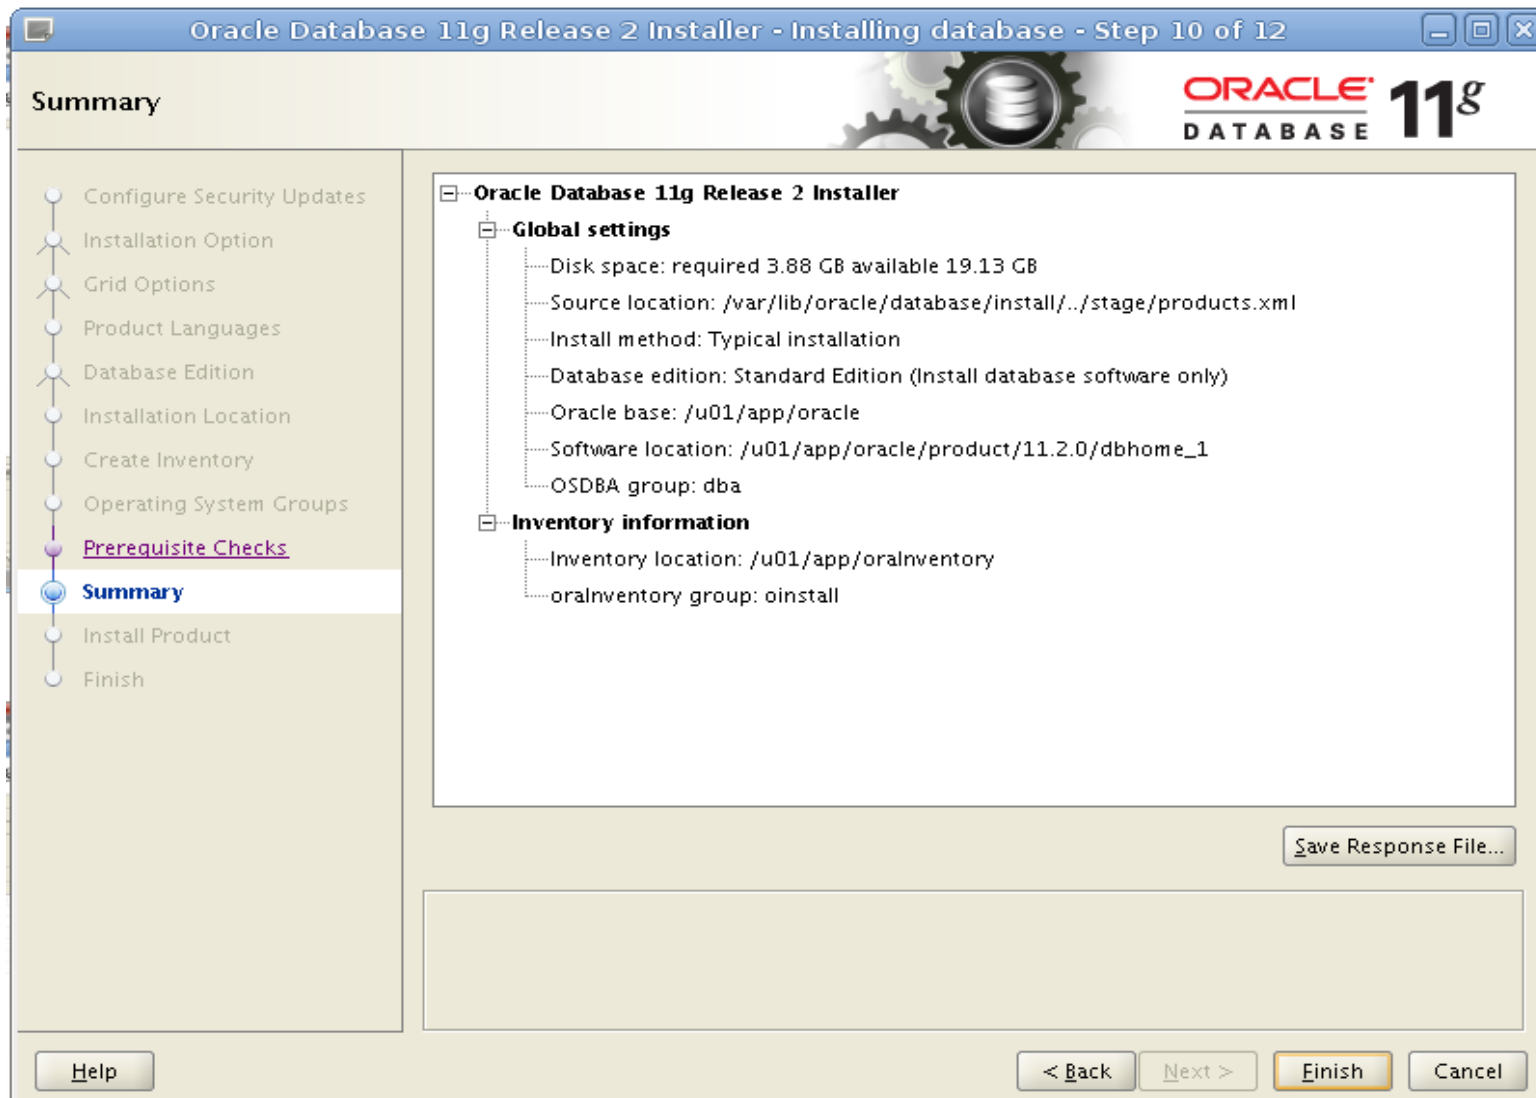 Oracle Database 11g Release 2 Installer - Installing database - Step 10 of 12
Summary
ORACLE
DATABASE
11g
Configure Security Updates
Installation Option
Grid Options
Product Languages
Database Edition
Installation Location
Create Inventory
Operating System Groups
Prerequisite Checks
Summary
Install Product
Finish
Oracle Database 11g Release 2 Installer
Global settings
Disk space: required 3.88 GB available 19.13 GB
Source location: /var/lib/oracle/database/install/../stage/products.xml
Install method: Typical installation
Database edition: Standard Edition (Install database software only)
Oracle base: /u01/app/oracle
Software location: /u01/app/oracle/product/11.2.0/dbhome_1
OSDBA group: dba
Inventory information
Inventory location: /u01/app/oraInventory
oraInventory group: oinstall
Save Response File...
Help
< Back
Next >
Finish
Cancel